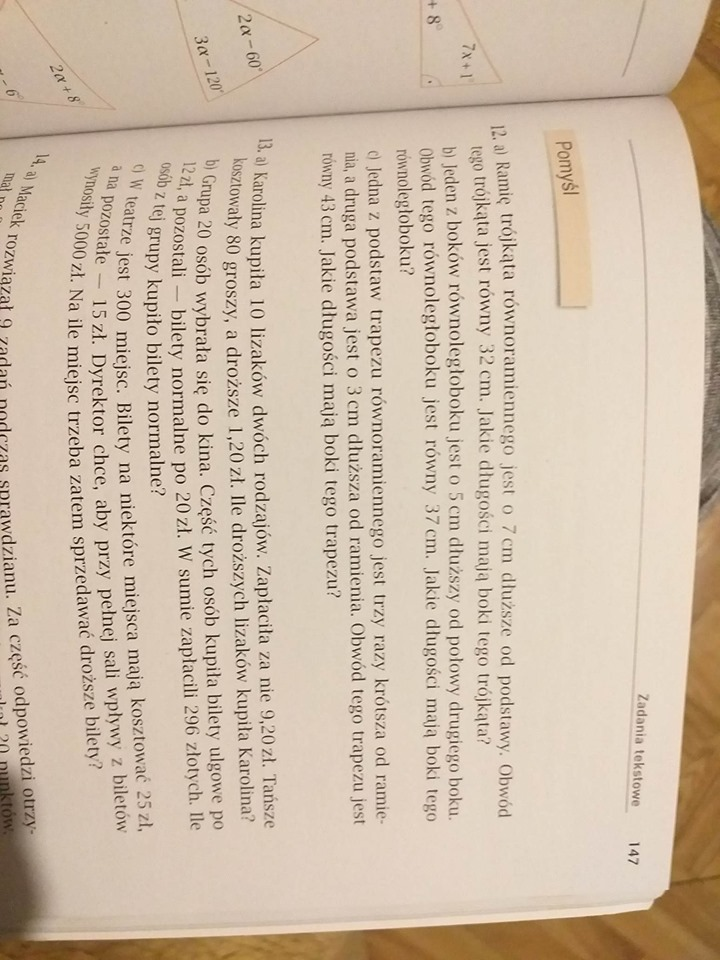 Zadania tekstowe 147
Pomyśl
12. a) Ramię trójkąta równoramiennego jest o 7 cm dłuższe od podstawy. Obwód
tego trójkąta jest równy 32 cm. Jakie długości mają boki tego trójkąta?
b) Jeden z boków równoległoboku jest o 5 cm dłuższy od połowy drugiego boku.
Obwód tego równoległoboku jest równy 37 cm. Jakie długości mają boki tego
równoległoboku?
c) Jedna z podstaw trapezu równoramiennego jest trzy razy krótsza od ramie-
nia, a druga podstawa jest o 3 cm dłuższa od ramienia. Obwód tego trapezu jest
równy 43 cm. Jakie długości mają boki tego trapezu?
13. a) Karolina kupiła 10 lizaków dwóch rodzajów. Zapłaciła za nie 9,20 zł. Tańsze
kosztowały 80 groszy, a droższe 1,20 zł. Ile droższych lizaków kupiła Karolina?
b) Grupa 20 osób wybrała się do kina. Część tych osób kupiła bilety ulgowe po
12 zł, a pozostali — bilety normalne po 20 zł. W sumie zapłacili 296 złotych. Ile
osób z tej grupy kupiło bilety normalne?
c) W teatrze jest 300 miejsc. Bilety na niektóre miejsca mają kosztować 25 zł,
a na pozostałe — 15 zł. Dyrektor chce, aby przy pełnej sali wpływy z biletów
wynosiły 5000 zł. Na ile miejsc trzeba zatem sprzedawać droższe bilety?
14. a) Maciek rozwiązał 9 zadań podczas sprawdzianu. Za część odpowiedzi otrzy-
20 punktów.
7x + 1°
+ 8°
2α − 60°
3α − 120°
2α + 8°
− 6°